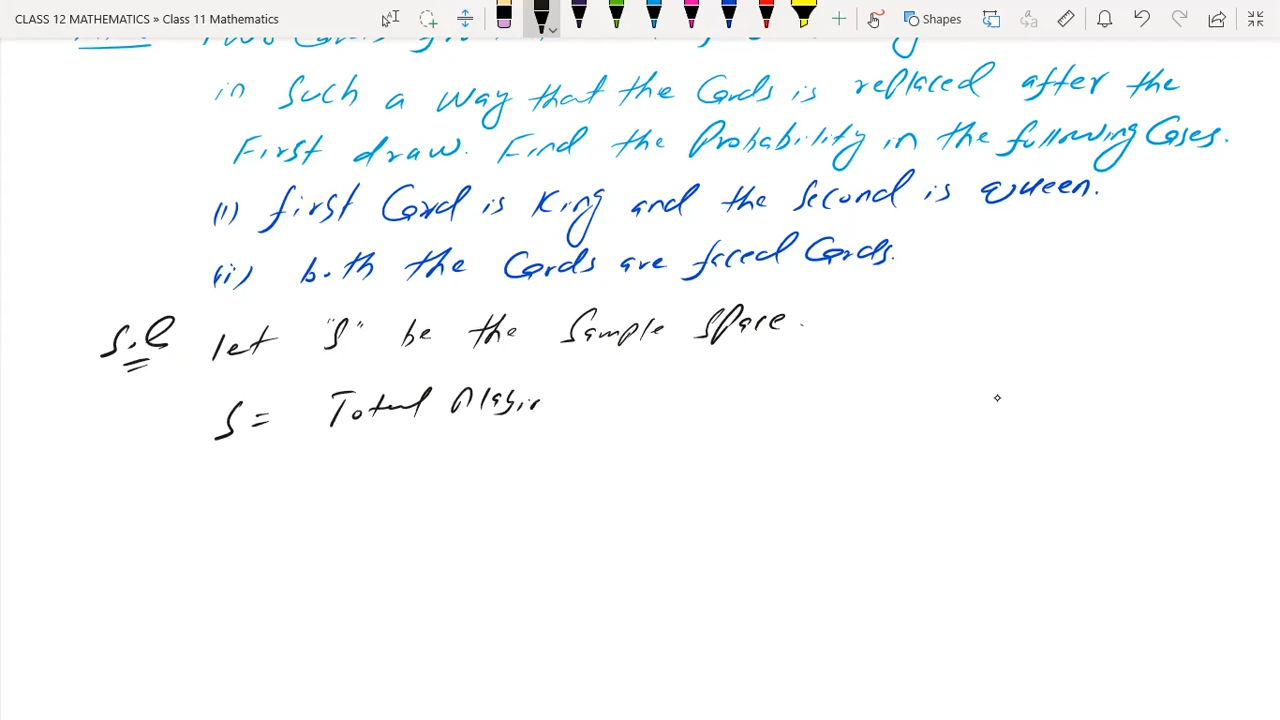 CLASS 12 MATHEMATICS » Class 11 Mathematics
Shapes
in such a way that the Cards is replaced after the
First draw. Find the Probability in the following Cases.
(i) first Card is King and the second is queen.
(ii) both the Cards are faced Cards.
Sol let "S" be the Sample Space.
S = Total